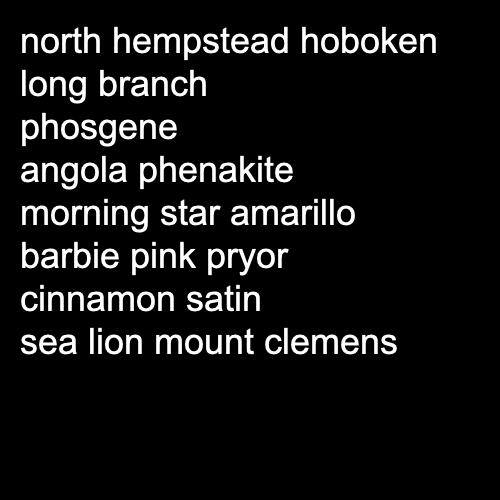 north hempstead hoboken
long branch
phosgene
angola phenakite
morning star amarillo
barbie pink pryor
cinnamon satin
sea lion mount clemens